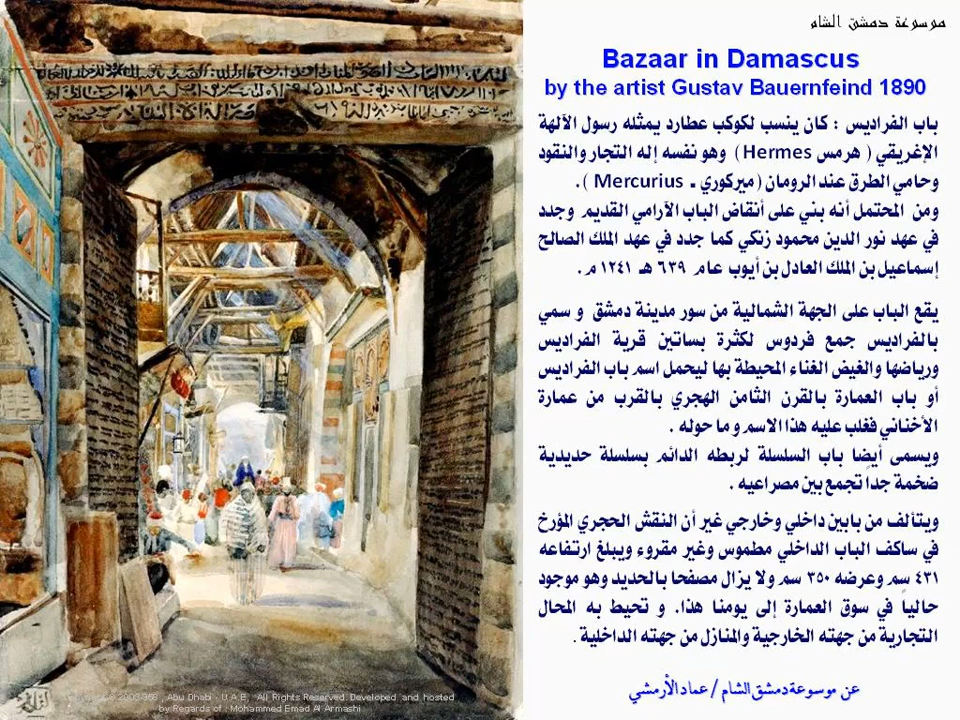 موسوعة دمشق الشام
Bazaar in Damascus
by the artist Gustav Bauernfeind 1890
باب الفراديس : كان ينسب لكوكب عطارد يمثله رسول الآلهة
الإغريقي ( هرمس Hermes ) وهو نفسه إله التجار والنقود
وحامي الطرق عند الرومان (ميركوري ـ Mercurius ).
ومن المحتمل أنه بني على أنقاض الباب الآرامي القديم وجدد
في عهد نور الدين محمود زنكي كما جدد في عهد الملك الصالح
إسماعيل بن الملك العادل بن أيوب عام ٦٣٩ هـ ١٢٤١ م.
يقع الباب على الجهة الشمالية من سور مدينة دمشق و سمي
بالفراديس جمع فردوس لكثرة بساتين قرية الفراديس
ورياضها والغيض الغناء المحيطة بها ليحمل اسم باب الفراديس
أو باب العمارة بالقرن الثامن الهجري بالقرب من عمارة
الأخناني فغلب عليه هذا الاسم وما حوله .
ويسمى أيضا باب السلسلة لربطه الدائم بسلسلة حديدية
ضخمة جدا تجمع بين مصراعيه .
ويتألف من بابين داخلي وخارجي غير أن النقش الحجري المؤرخ
في ساكف الباب الداخلي مطموس وغير مقروء ويبلغ ارتفاعه
٤٣١ سم وعرضه ٣٥٠ سم ولا يزال مصفحا بالحديد وهو موجود
حاليا في سوق العمارة إلى يومنا هذا. و تحيط به المحال
التجارية من جهته الخارجية والمنازل من جهته الداخلية .
عن موسوعة دمشق الشام / عماد الأرمشي
Abu Dhabi - U.A.E, All Rights Reserved. Developed and hosted
by Regards of : Mohammed Emad Al Armashi